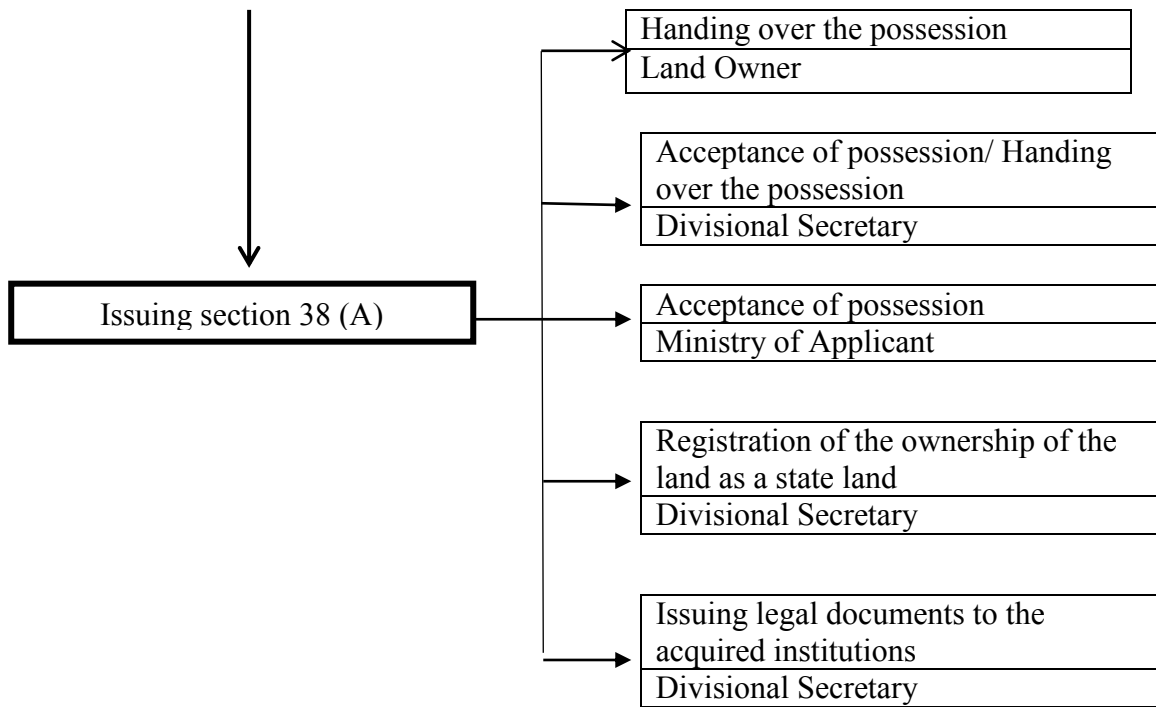 Handing over the possession
Land Owner
Acceptance of possession/ Handing
over the possession
Divisional Secretary
Issuing section 38 (A)
Acceptance of possession
Ministry of Applicant
Registration of the ownership of the
land as a state land
Divisional Secretary
Issuing legal documents to the
acquired institutions
Divisional Secretary